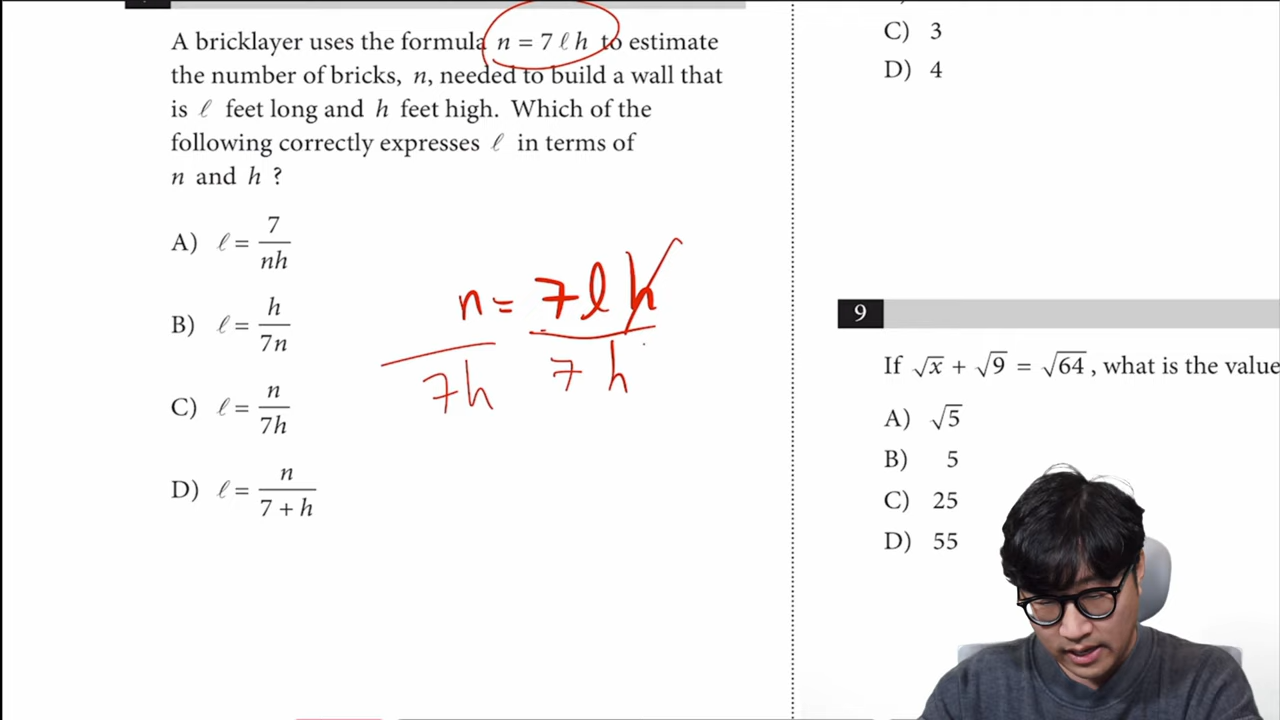 A bricklayer uses the formula n = 7 ℓ h to estimate
the number of bricks, n, needed to build a wall that
is ℓ feet long and h feet high. Which of the
following correctly expresses ℓ in terms of
n and h ?
A) ℓ = 7/nh
B) ℓ = h/7n
C) ℓ = n/7h
D) ℓ = n/(7 + h)
n = 7 l h
7h 7 h
C) 3
D) 4
9
If √x + √9 = √64, what is the value
A) √5
B) 5
C) 25
D) 55